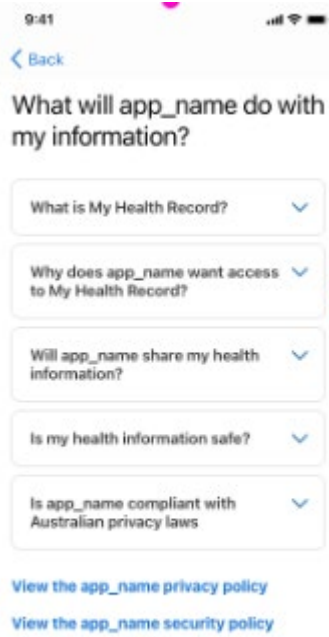 9:41
Back
What will app_name do with
my information?
What is My Health Record?
Why does app_name want access
to My Health Record?
Will app_name share my health
information?
Is my health information safe?
Is app_name compliant with
Australian privacy laws
View the app_name privacy policy
View the app_name security policy